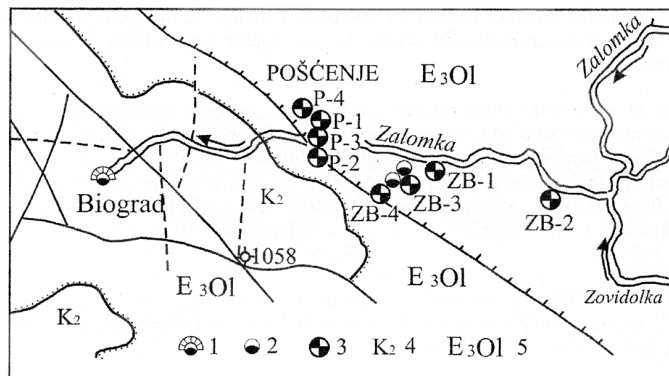 POŠĆENJE
E3Ol
Zalomka
P-4
P-1
P-3
P-2
Zalomka
ZB-1
ZB-3
ZB-4
ZB-2
Biograd
K2
1058
E3Ol
E3Ol
Zovidolka
K2
1 2 3 K2 4 E3Ol 5